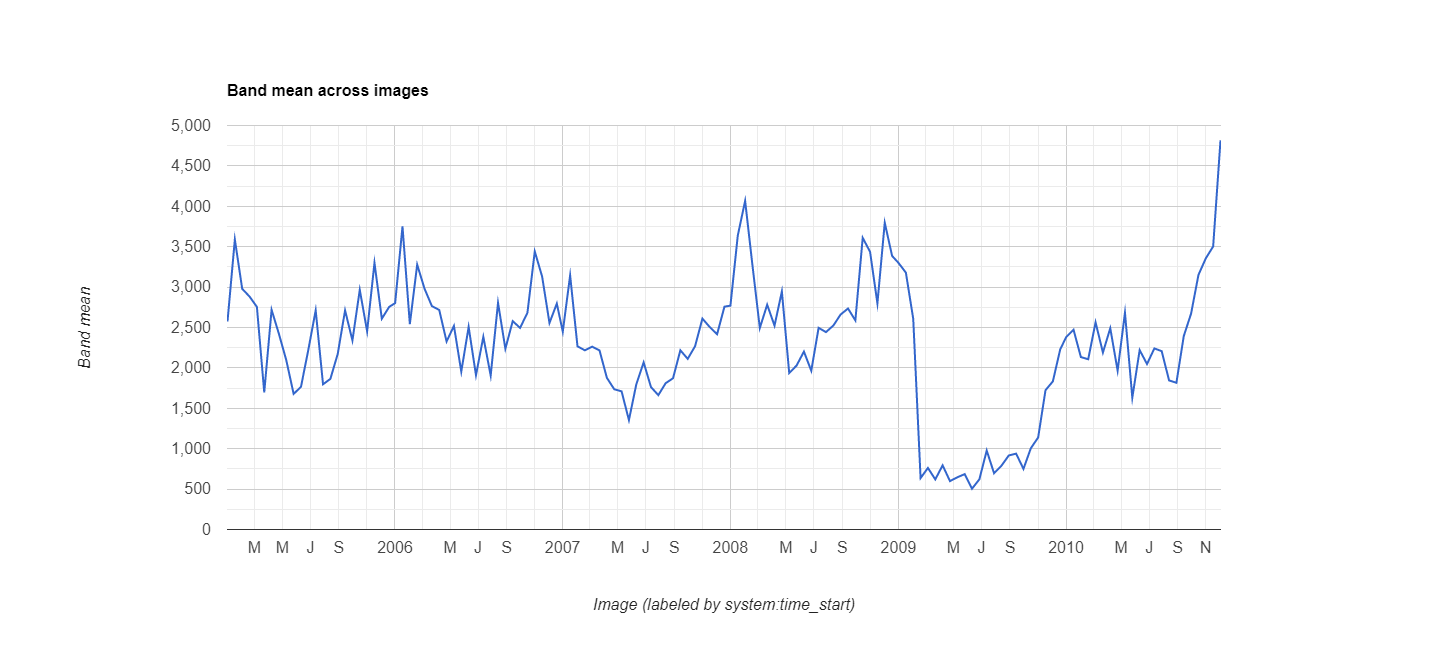 Band mean across images
5,000
4,500
4,000
3,500
3,000
2,500
2,000
1,500
1,000
500
0
Band mean
M M J S 2006 M J S 2007 M J S 2008 M J S 2009 M J S 2010 M J S N
Image (labeled by system:time_start)